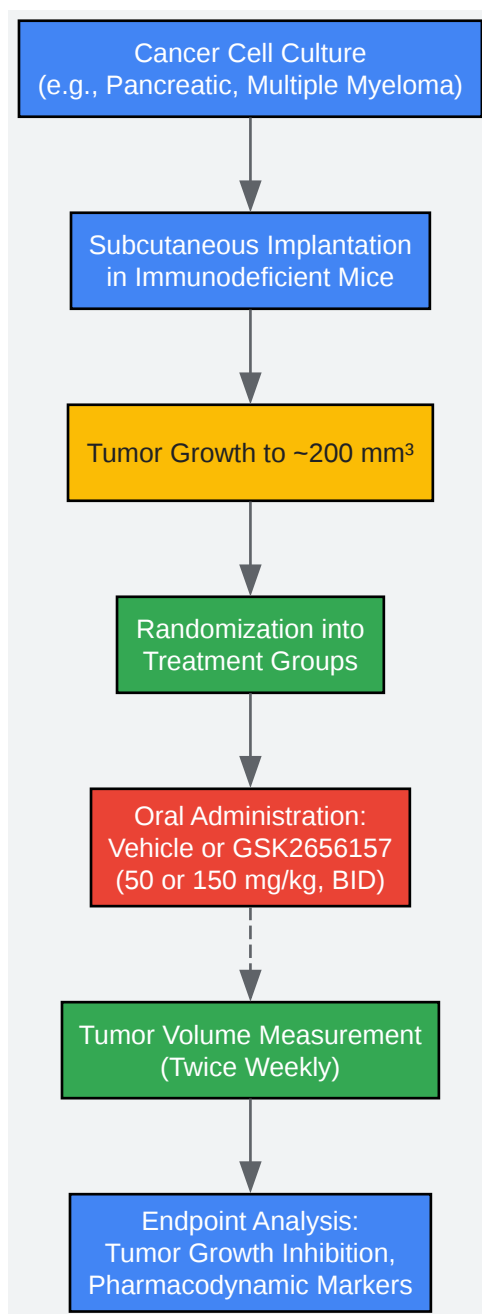 Cancer Cell Culture
(e.g., Pancreatic, Multiple Myeloma)
Subcutaneous Implantation
in Immunodeficient Mice
Tumor Growth to ~200 mm³
Randomization into
Treatment Groups
Oral Administration:
Vehicle or GSK2656157
(50 or 150 mg/kg, BID)
Tumor Volume Measurement
(Twice Weekly)
Endpoint Analysis:
Tumor Growth Inhibition,
Pharmacodynamic Markers